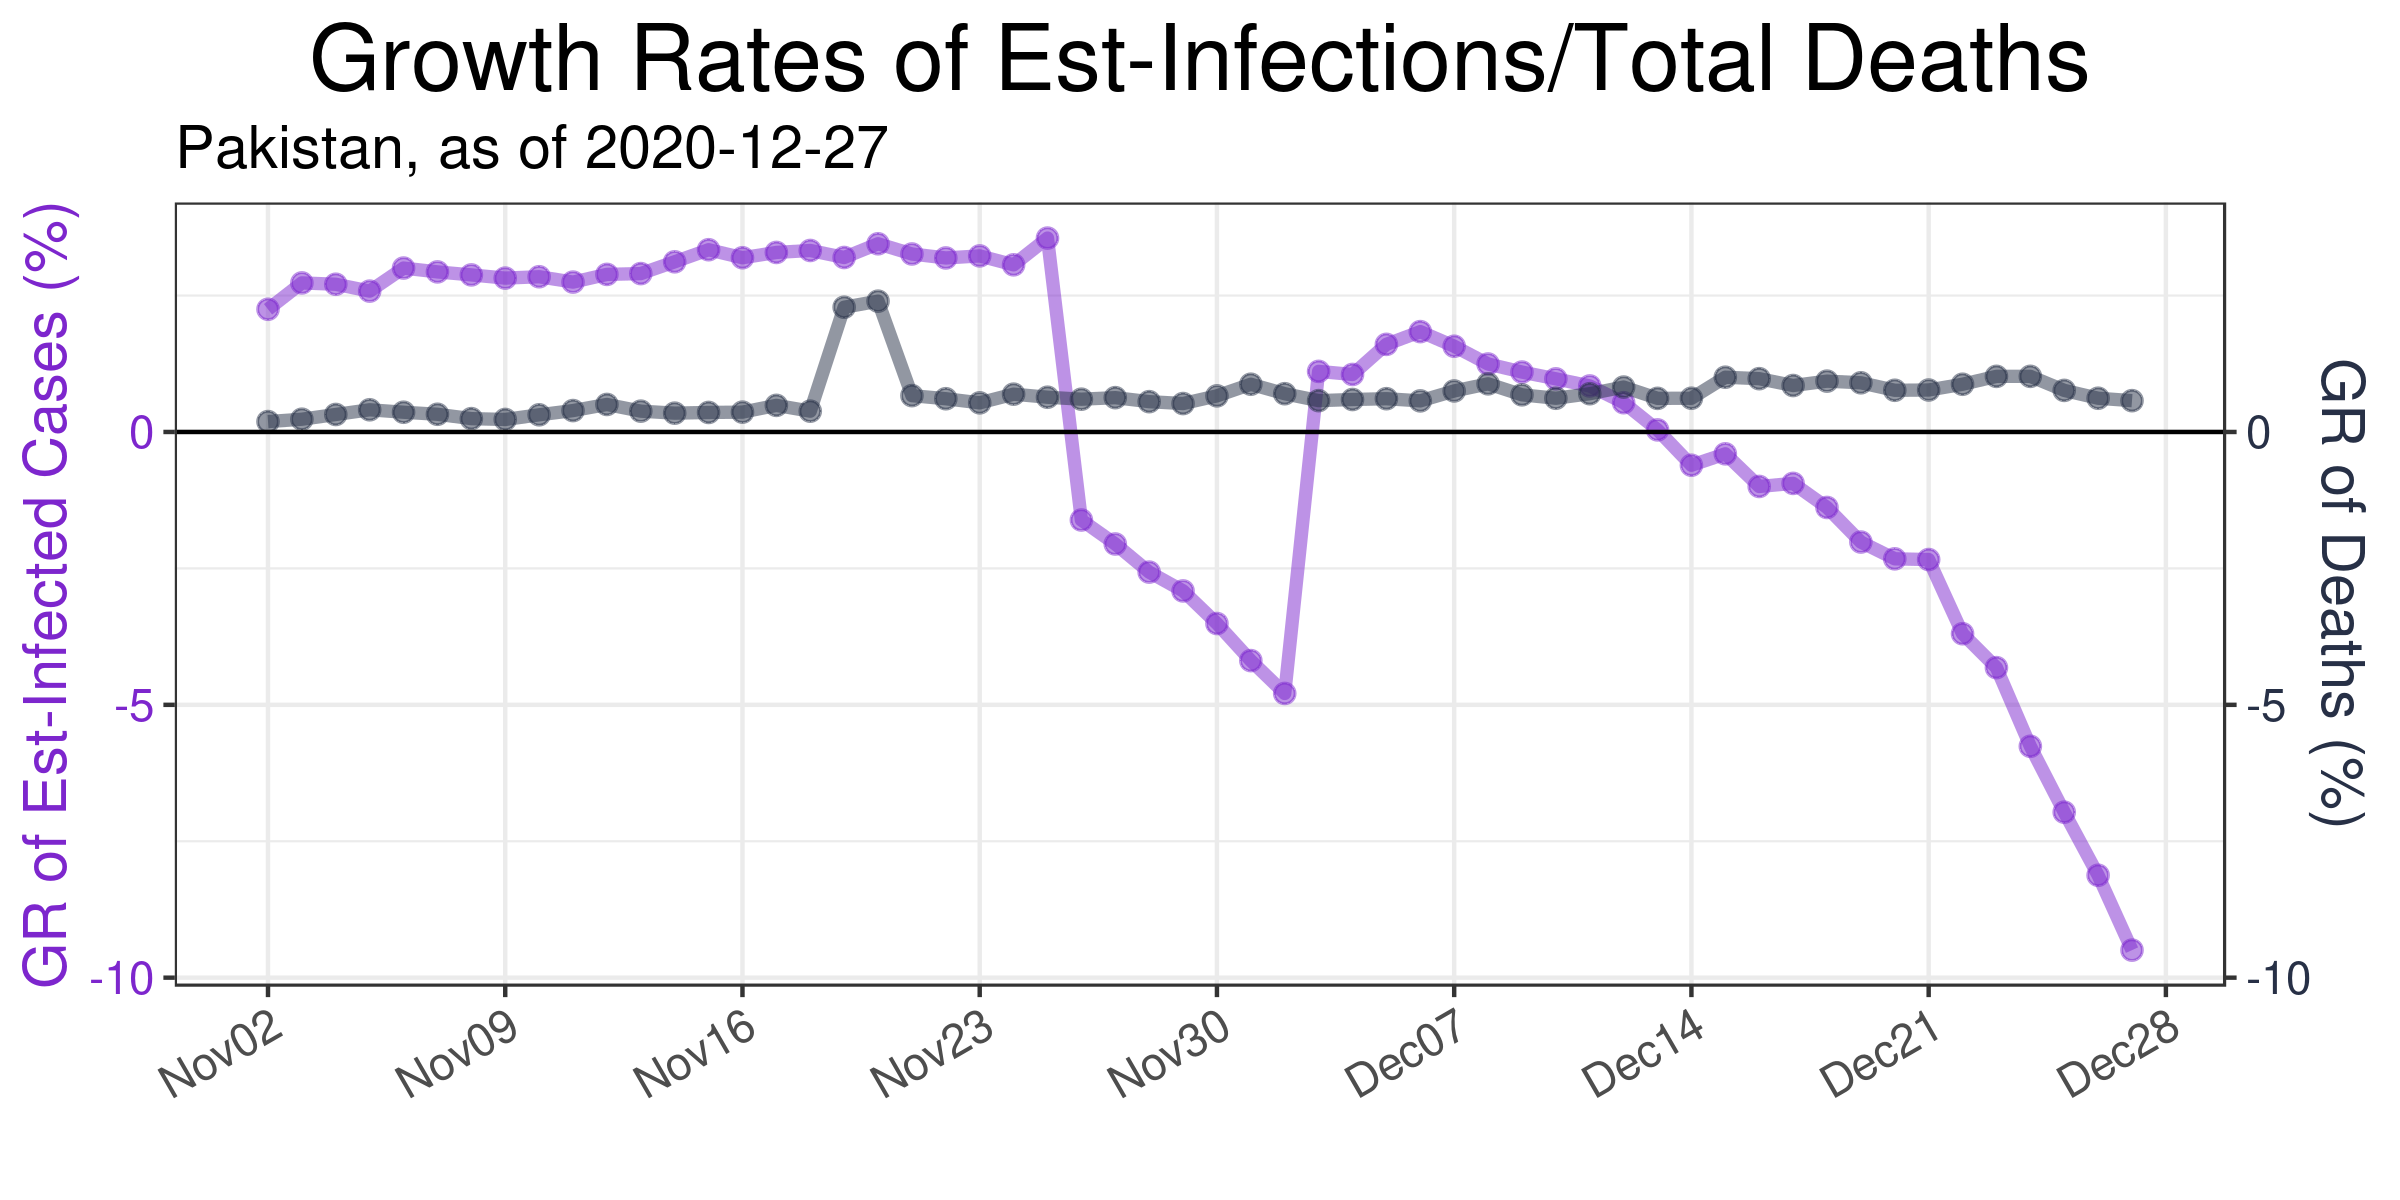 Growth Rates of Est-Infections/Total Deaths
Pakistan, as of 2020-12-27
GR of Est-Infected Cases (%)
0
-5
-10
0
-5
-10
GR of Deaths (%)
Nov02
Nov09
Nov16
Nov23
Nov30
Dec07
Dec14
Dec21
Dec28